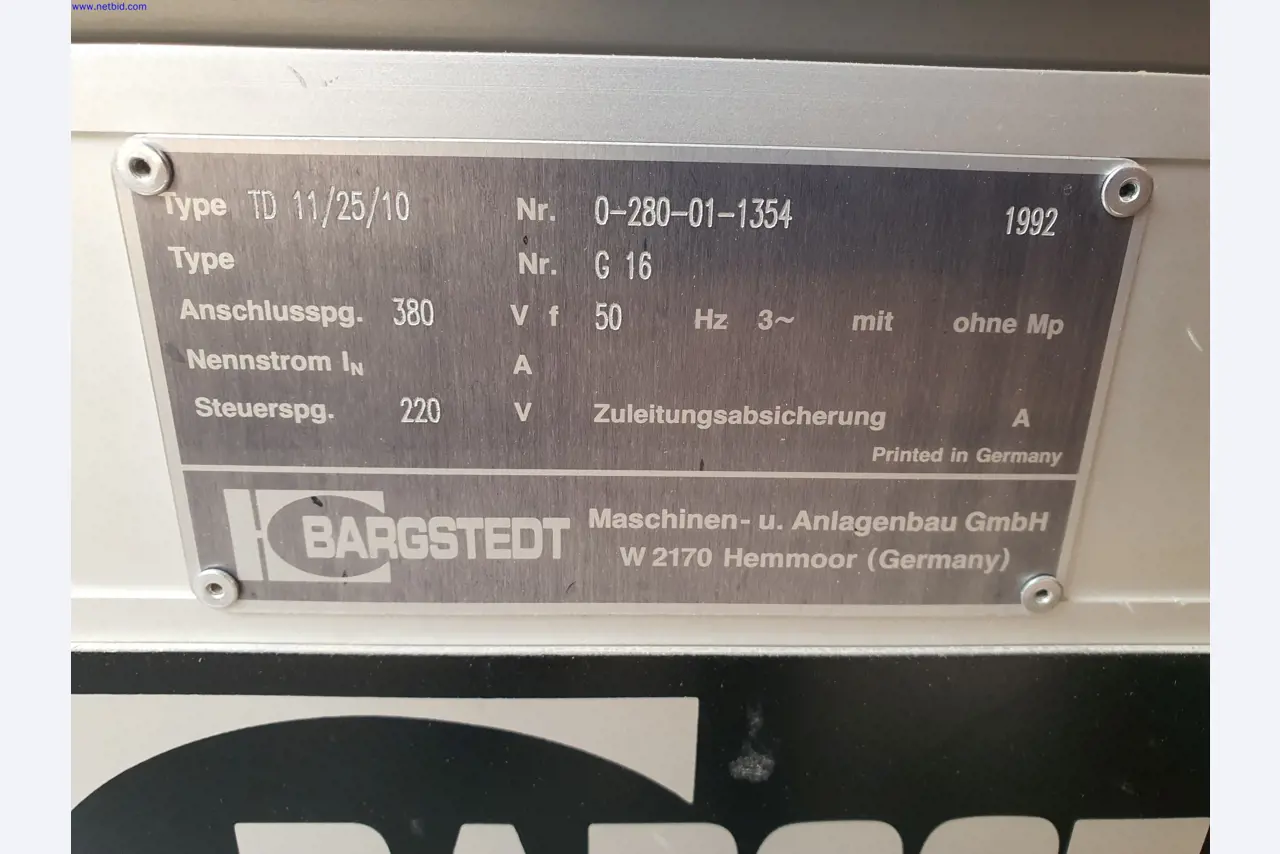 www.netbid.com
Type TD 11/25/10 Nr. 0-280-01-1354 1992
Type Nr. G 16
Anschlusspg. 380 V f 50 Hz 3~ mit ohne Mp
Nennstrom IN A
Steuerspg. 220 V Zuleitungsabsicherung A
Printed in Germany
BARGSTEDT Maschinen- u. Anlagenbau GmbH
W 2170 Hemmoor (Germany)